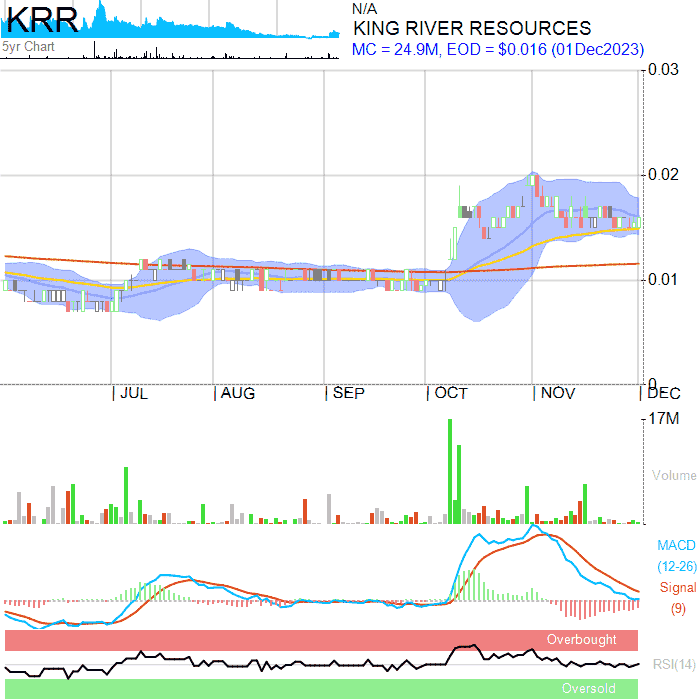 KRR
5yr Chart
N/A
KING RIVER RESOURCES
MC = 24.9M, EOD = $0.016 (01Dec2023)
0.03
0.02
0.01
0
JUL
AUG
SEP
OCT
NOV
DEC
17M
Volume
MACD
(12-26)
Signal
(9)
Overbought
RSI(14)
Oversold